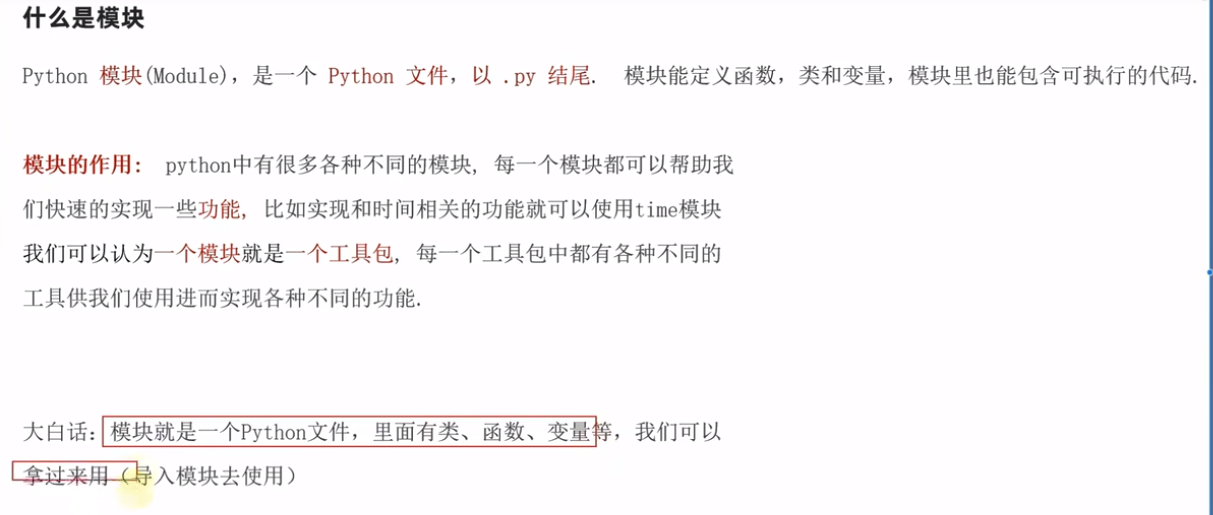 什么是模块
Python 模块(Module)，是一个 Python 文件，以 .py 结尾.  模块能定义函数，类和变量，模块里也能包含可执行的代码.
模块的作用:  python中有很多各种不同的模块, 每一个模块都可以帮助我
们快速的实现一些功能, 比如实现和时间相关的功能就可以使用time模块
我们可以认为一个模块就是一个工具包, 每一个工具包中都有各种不同的
工具供我们使用进而实现各种不同的功能.
大白话: 模块就是一个Python文件，里面有类、函数、变量等，我们可以
拿过来用（导入模块去使用）